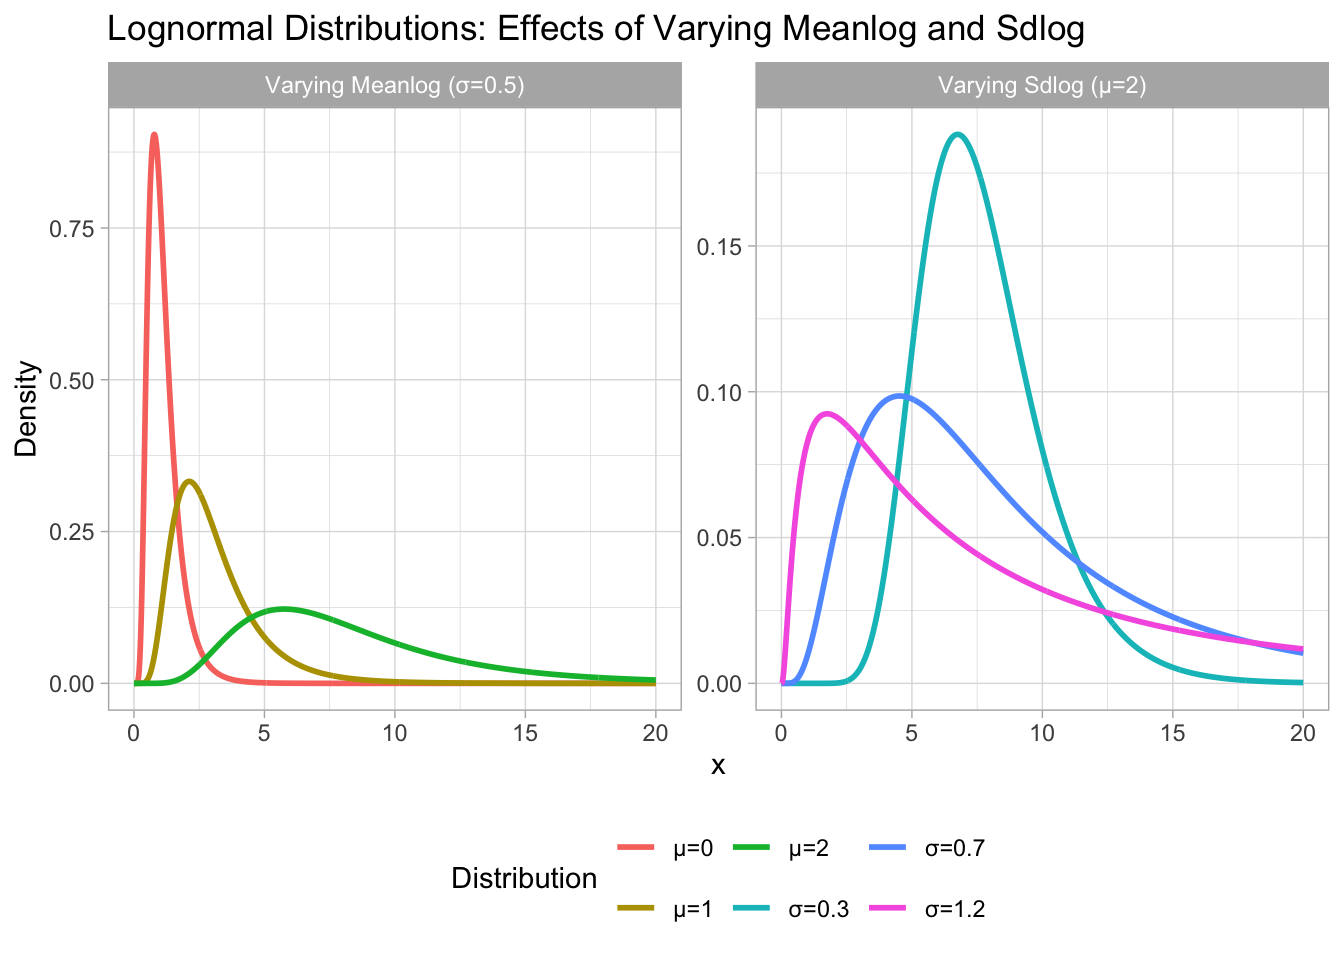 Lognormal Distributions: Effects of Varying Meanlog and Sdlog
Varying Meanlog (σ=0.5)
Varying Sdlog (μ=2)
Density
0.75
0.50
0.25
0.00
0 5 10 15 20
0.15
0.10
0.05
0.00
0 5 10 15 20
x
Distribution
μ=0 μ=2 σ=0.7
μ=1 σ=0.3 σ=1.2